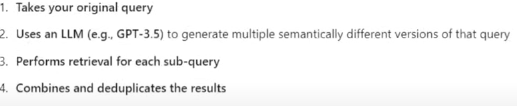 1. Takes your original query
2. Uses an LLM (e.g., GPT-3.5) to generate multiple semantically different versions of that query
3. Performs retrieval for each sub-query
4. Combines and deduplicates the results